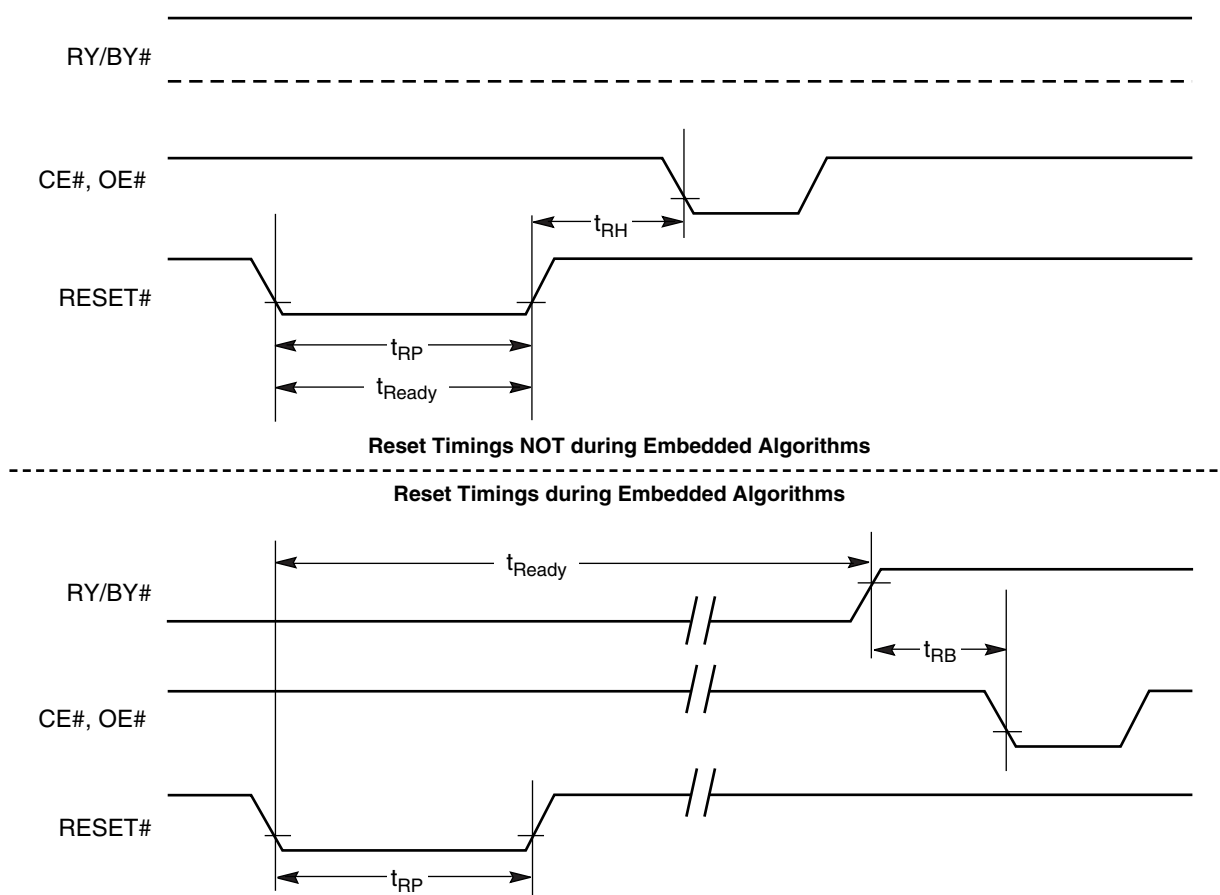 RY/BY#
CE#, OE#
tRH
RESET#
tRP
tReady
Reset Timings NOT during Embedded Algorithms
Reset Timings during Embedded Algorithms
tReady
RY/BY#
tRB
CE#, OE#
RESET#
tRP